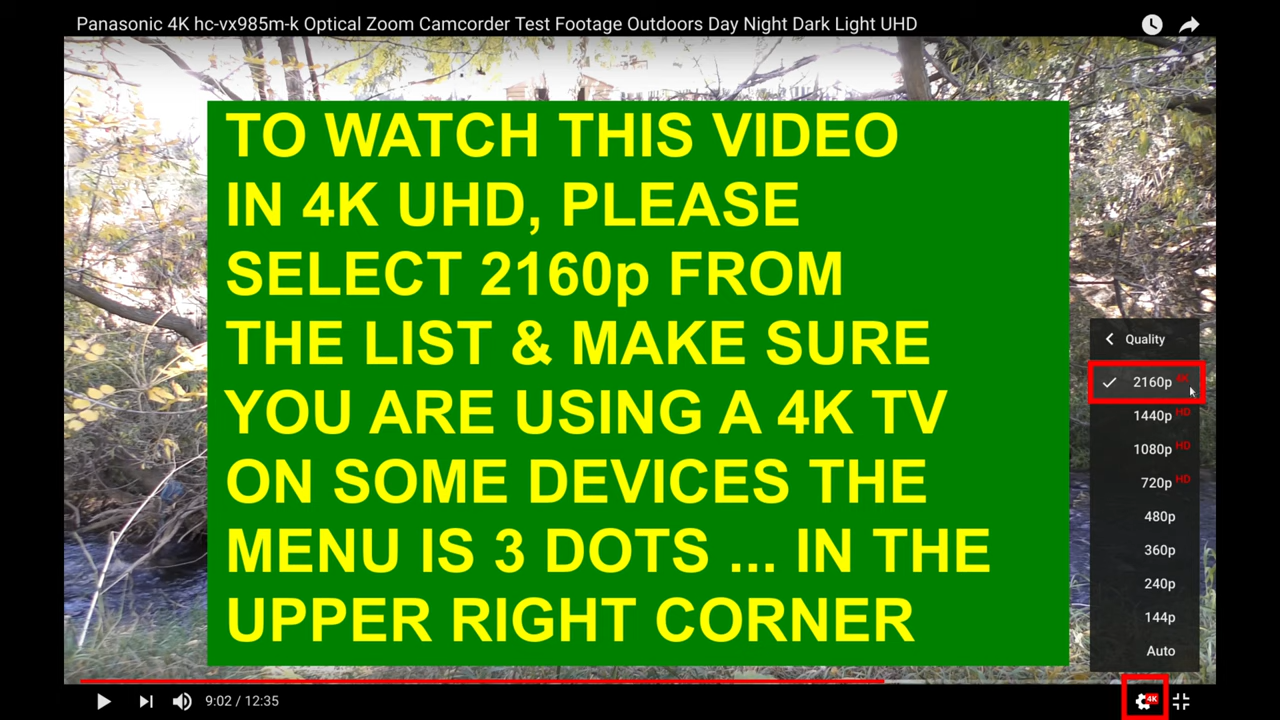 Panasonic 4K hc-vx985m-k Optical Zoom Camcorder Test Footage Outdoors Day Night Dark Light UHD
TO WATCH THIS VIDEO
IN 4K UHD, PLEASE
SELECT 2160p FROM
THE LIST & MAKE SURE
YOU ARE USING A 4K TV
ON SOME DEVICES THE
MENU IS 3 DOTS ... IN THE
UPPER RIGHT CORNER
Quality
2160p 4K
1440p HD
1080p HD
720p HD
480p
360p
240p
144p
Auto
9:02 / 12:35
4K